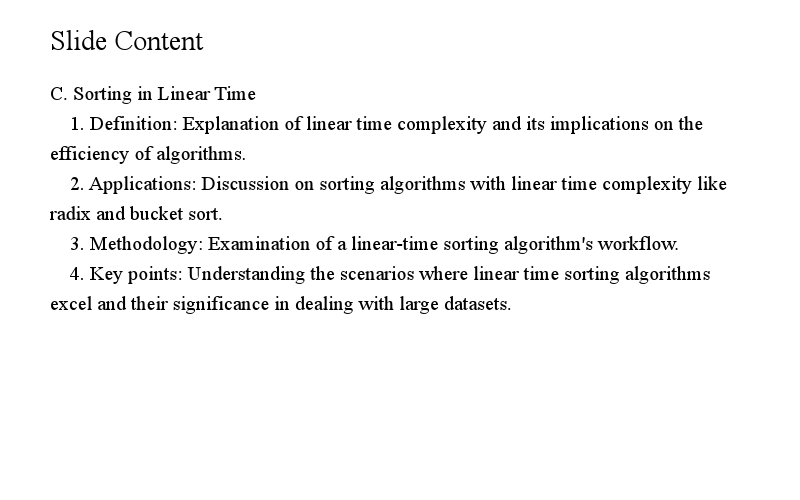 Slide Content
C. Sorting in Linear Time
1. Definition: Explanation of linear time complexity and its implications on the
efficiency of algorithms.
2. Applications: Discussion on sorting algorithms with linear time complexity like
radix and bucket sort.
3. Methodology: Examination of a linear-time sorting algorithm's workflow.
4. Key points: Understanding the scenarios where linear time sorting algorithms
excel and their significance in dealing with large datasets.